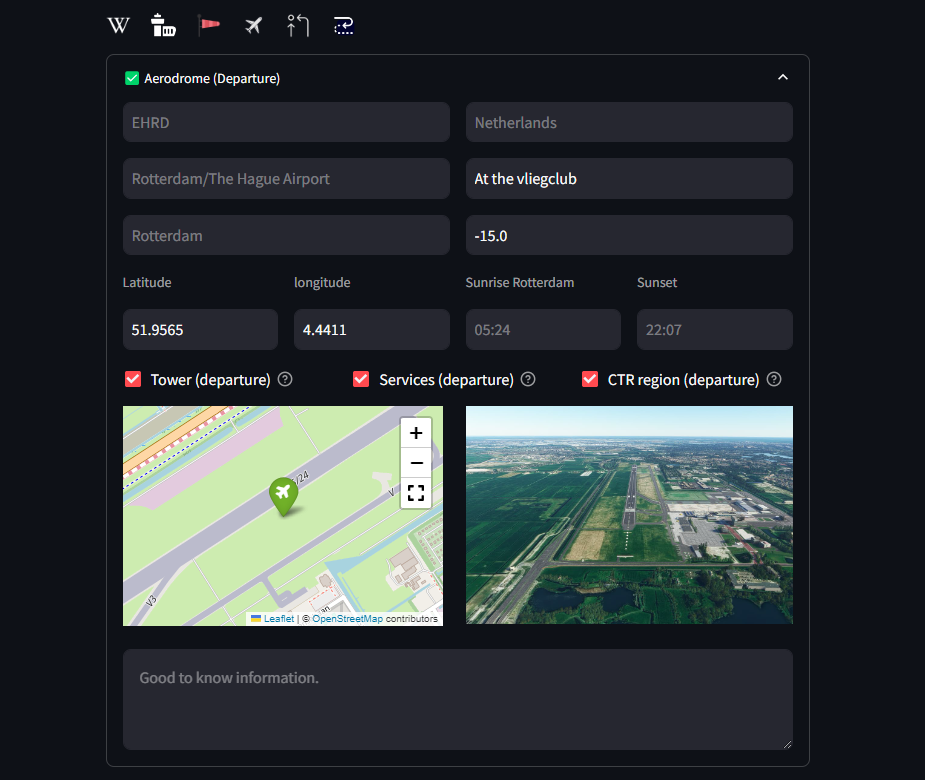 W
Aerodrome (Departure)
EHRD
Netherlands
Rotterdam/The Hague Airport
At the vliegclub
Rotterdam
-15.0
Latitude
longitude
Sunrise Rotterdam
Sunset
51.9565
4.4411
05:24
22:07
Tower (departure) ?
Services (departure) ?
CTR region (departure) ?
+
−
/24
V
V3
an
Leaflet | © OpenStreetMap contributors
Good to know information.